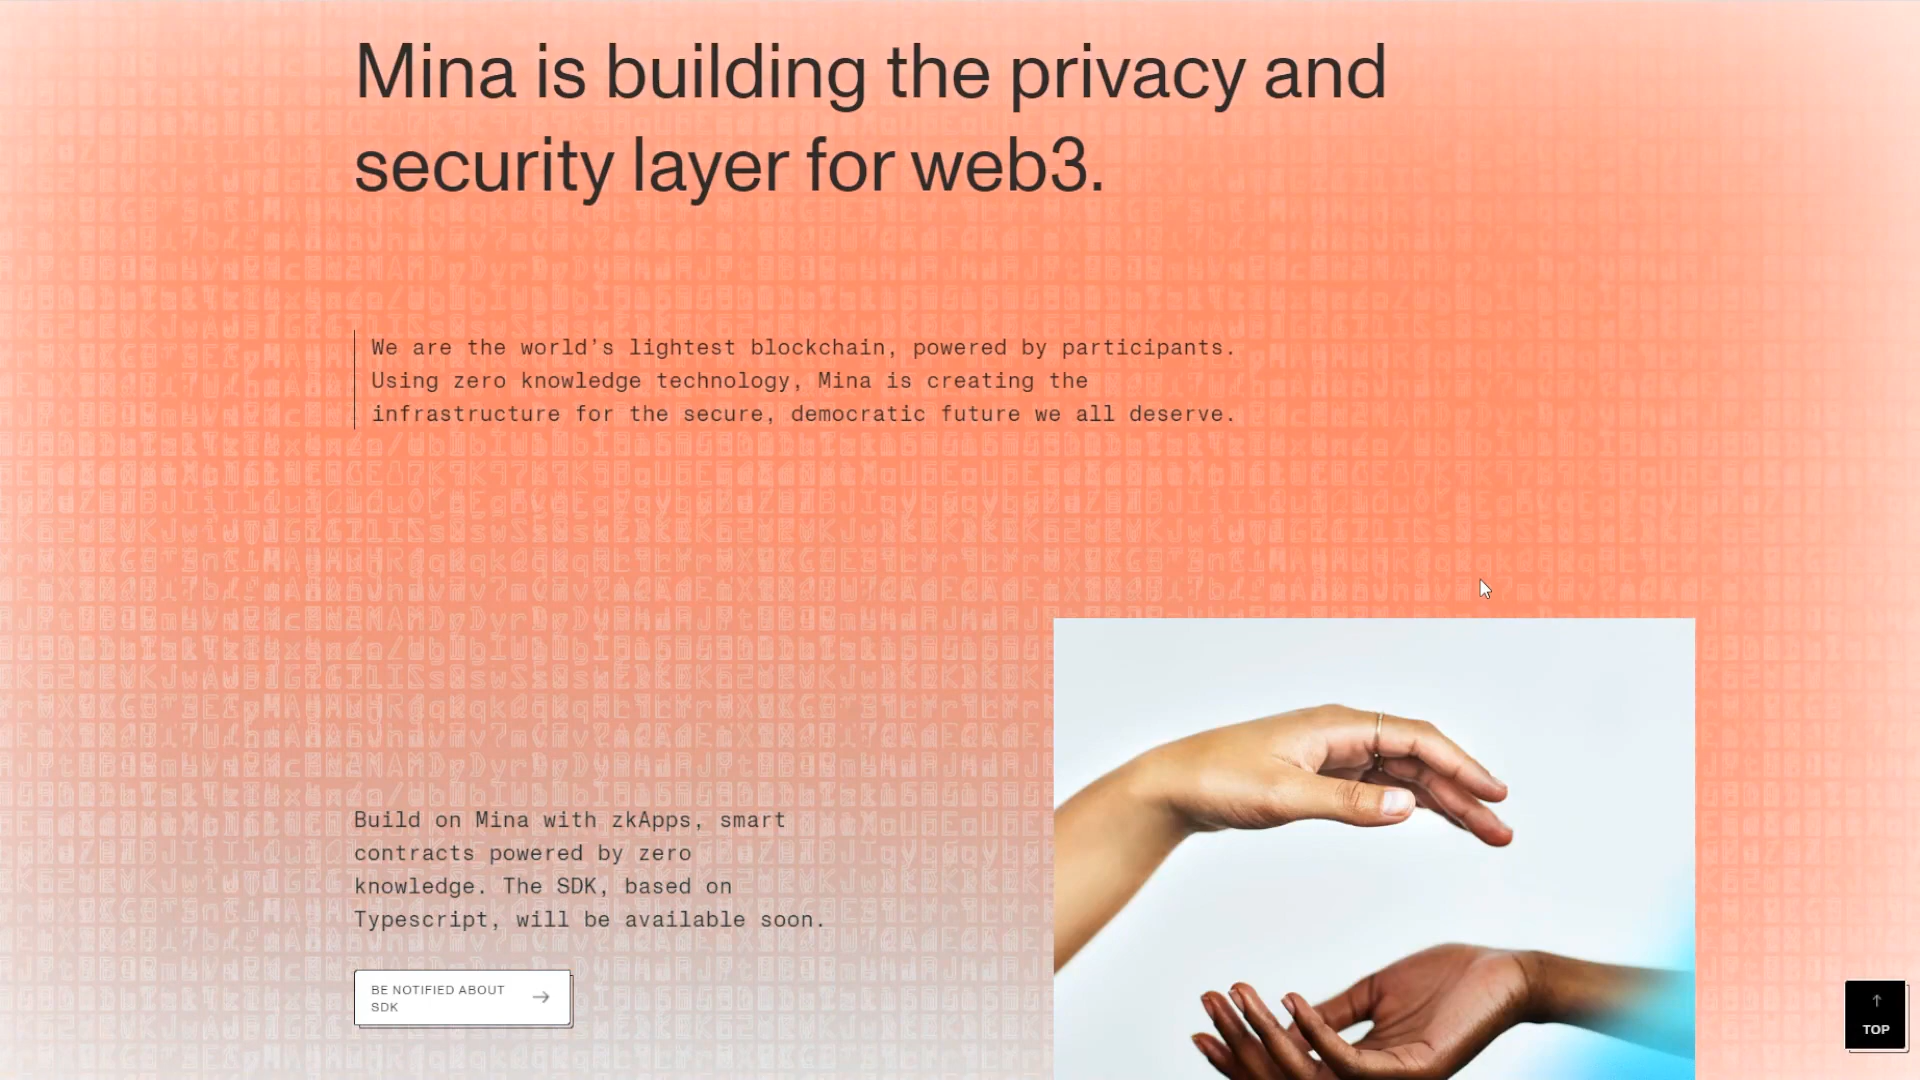 Mina is building the privacy and
security layer for web3.
We are the world's lightest blockchain, powered by participants.
Using zero knowledge technology, Mina is creating the
infrastructure for the secure, democratic future we all deserve.
Build on Mina with zkApps, smart
contracts powered by zero
knowledge. The SDK, based on
Typescript, will be available soon.
BE NOTIFIED ABOUT
SDK
TOP